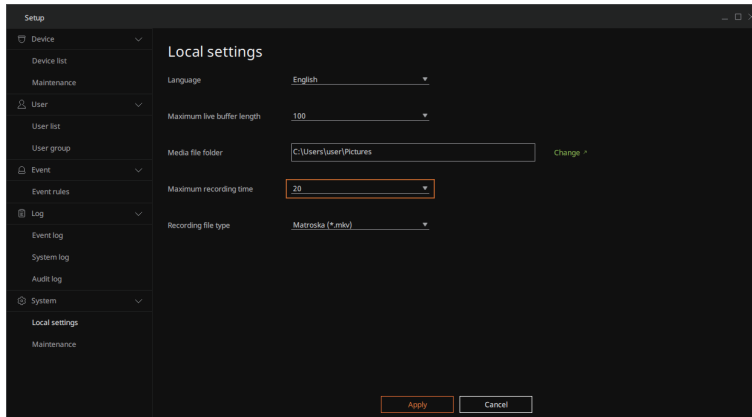 Setup
Device
Device list
Maintenance
User
User list
User group
Event
Event rules
Log
Event log
System log
Audit log
System
Local settings
Maintenance
Local settings
Language English
Maximum live buffer length 100
Media file folder C:\Users\user\Pictures Change
Maximum recording time 20
Recording file type Matroska (*.mkv)
Apply Cancel